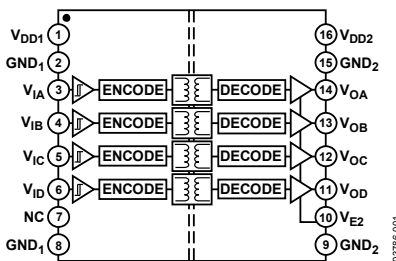 VDD1 1 16 VDD2
GND1 2 15 GND2
VIA 3 ENCODE DECODE 14 VOA
VIB 4 ENCODE DECODE 13 VOB
VIC 5 ENCODE DECODE 12 VOC
VID 6 ENCODE DECODE 11 VOD
NC 7 10 VE2
GND1 8 9 GND2
03786-001